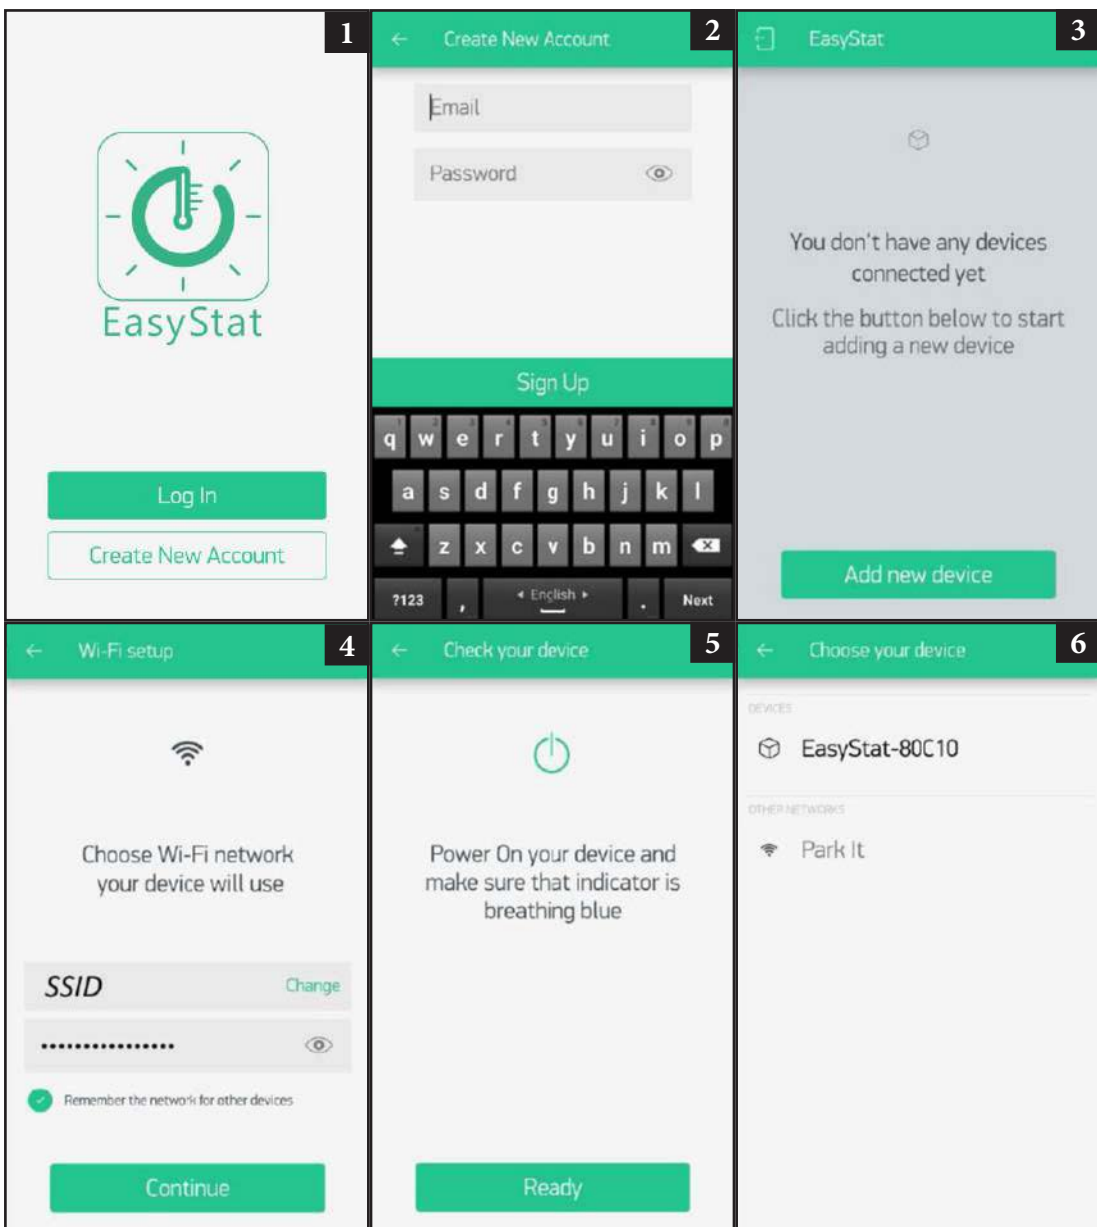 1
EasyStat
Log In
Create New Account
2
← Create New Account
Email
Password
Sign Up
q w e r t y u i o p
a s d f g h j k l
z x c v b n m
?123 , English . Next
3
EasyStat
You don't have any devices
connected yet
Click the button below to start
adding a new device
Add new device
4
← Wi-Fi setup
Choose Wi-Fi network
your device will use
SSID Change
••••••••••••••••
Remember the network for other devices
Continue
5
← Check your device
Power On your device and
make sure that indicator is
breathing blue
Ready
6
← Choose your device
DEVICES
EasyStat-80C10
OTHER NETWORKS
Park It